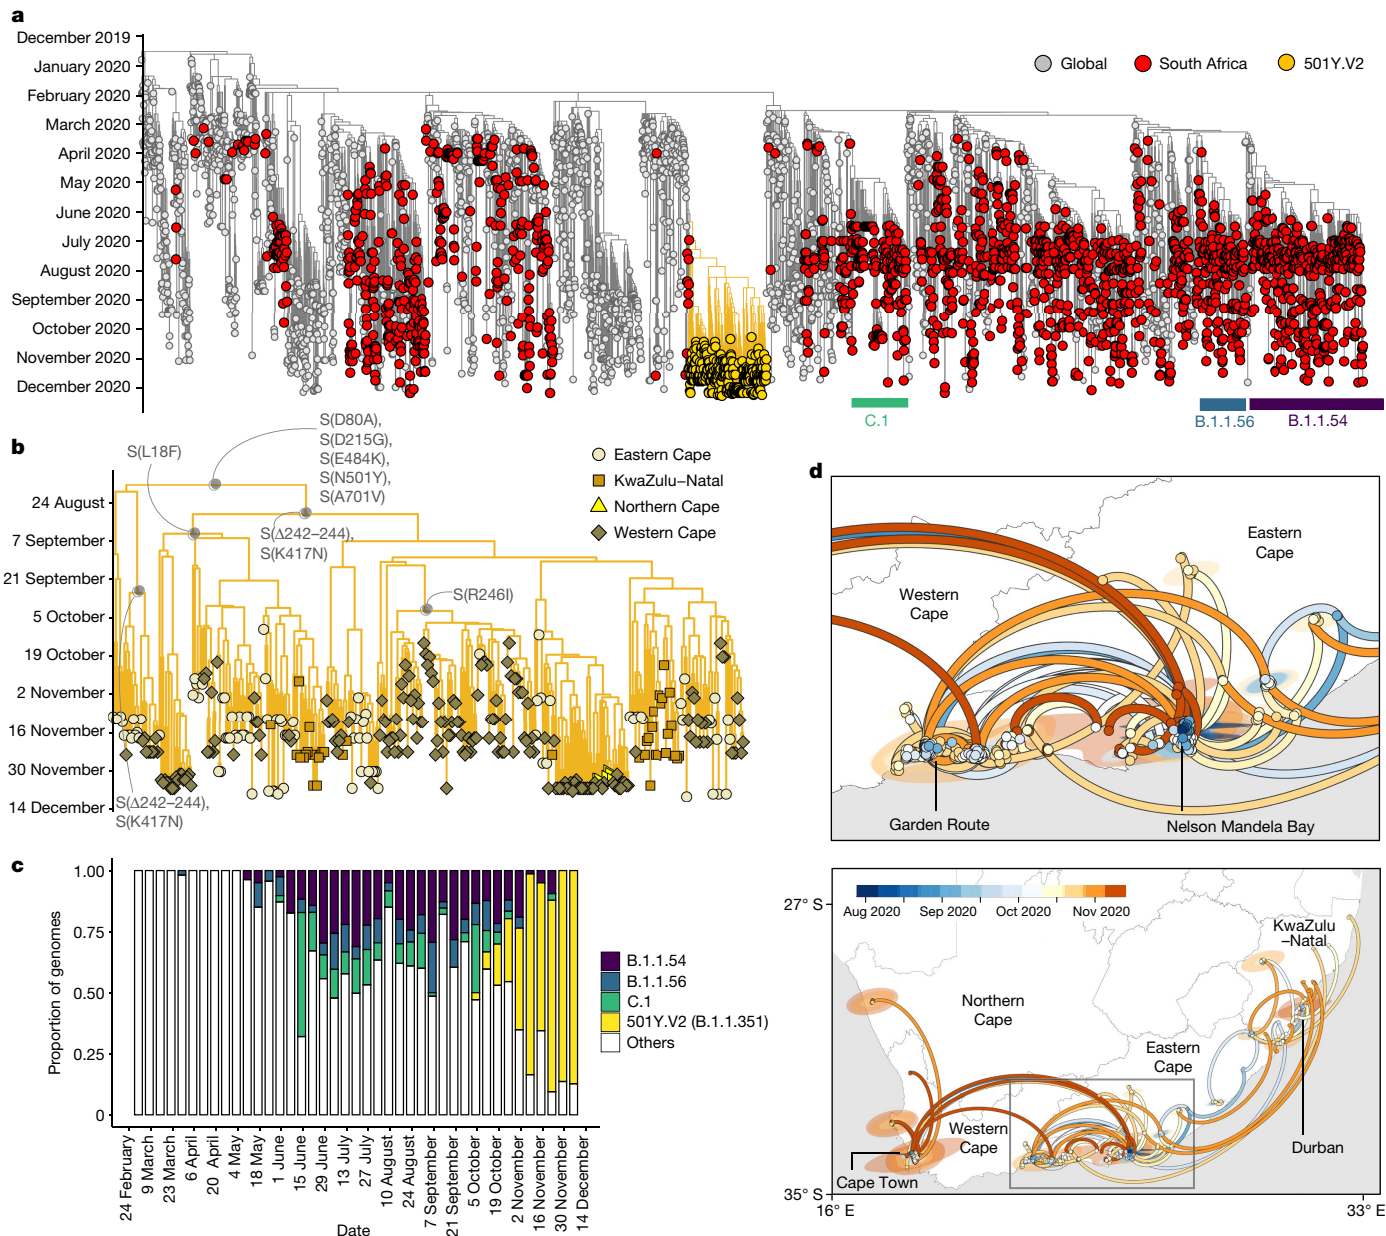 a
December 2019
January 2020
February 2020
March 2020
April 2020
May 2020
June 2020
July 2020
August 2020
September 2020
October 2020
November 2020
December 2020
Global
South Africa
501Y.V2
C.1
B.1.1.56
B.1.1.54
b
S(L18F)
S(D80A),
S(D215G),
S(E484K),
S(N501Y),
S(A701V)
S(Δ242–244),
S(K417N)
S(R246I)
Eastern Cape
KwaZulu–Natal
Northern Cape
Western Cape
24 August
7 September
21 September
5 October
19 October
2 November
16 November
30 November
14 December
S(Δ242–244),
S(K417N)
c
Proportion of genomes
1.00
0.75
0.50
0.25
0
24 February
9 March
23 March
6 April
20 April
4 May
18 May
1 June
15 June
29 June
13 July
27 July
10 August
24 August
7 September
21 September
5 October
19 October
2 November
16 November
30 November
14 December
Date
B.1.1.54
B.1.1.56
C.1
501Y.V2 (B.1.1.351)
Others
d
Eastern
Cape
Western
Cape
Garden Route
Nelson Mandela Bay
27° S
Aug 2020
Sep 2020
Oct 2020
Nov 2020
KwaZulu
–Natal
Northern
Cape
Eastern
Cape
Western
Cape
Durban
Cape Town
35° S
16° E
33° E